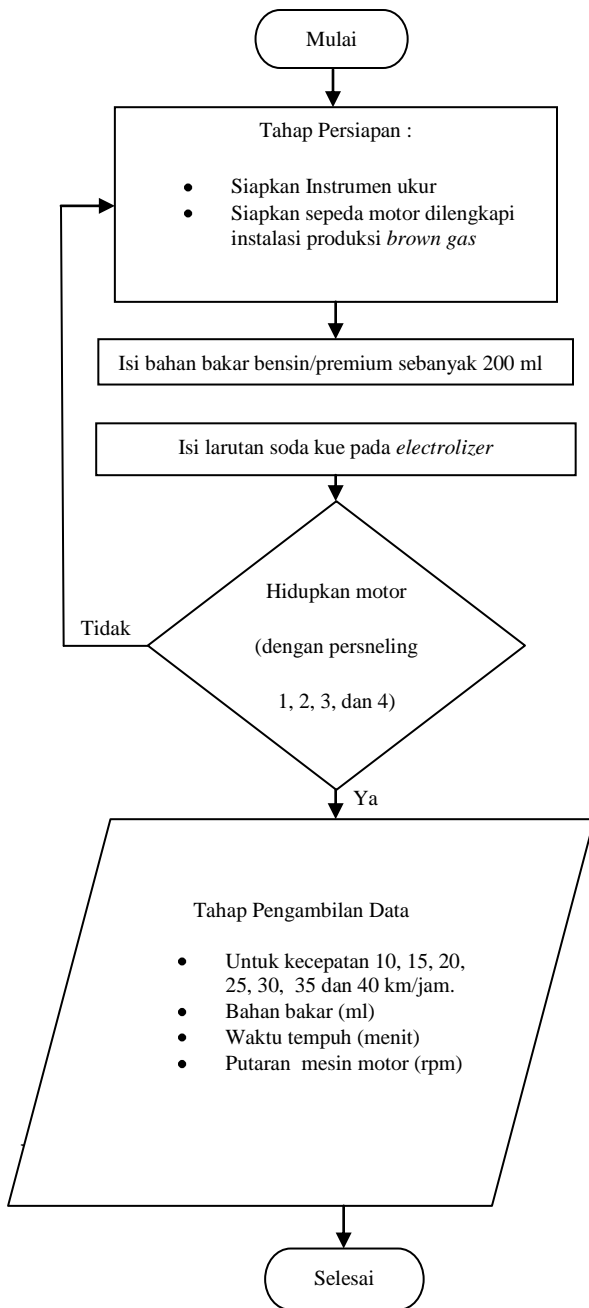 Mulai
Tahap Persiapan :
• Siapkan Instrumen ukur
• Siapkan sepeda motor dilengkapi
instalasi produksi brown gas
Isi bahan bakar bensin/premium sebanyak 200 ml
Isi larutan soda kue pada electrolizer
Hidupkan motor
Tidak
(dengan persneling
1, 2, 3, dan 4)
Ya
Tahap Pengambilan Data
• Untuk kecepatan 10, 15, 20,
25, 30, 35 dan 40 km/jam.
• Bahan bakar (ml)
• Waktu tempuh (menit)
• Putaran mesin motor (rpm)
Selesai